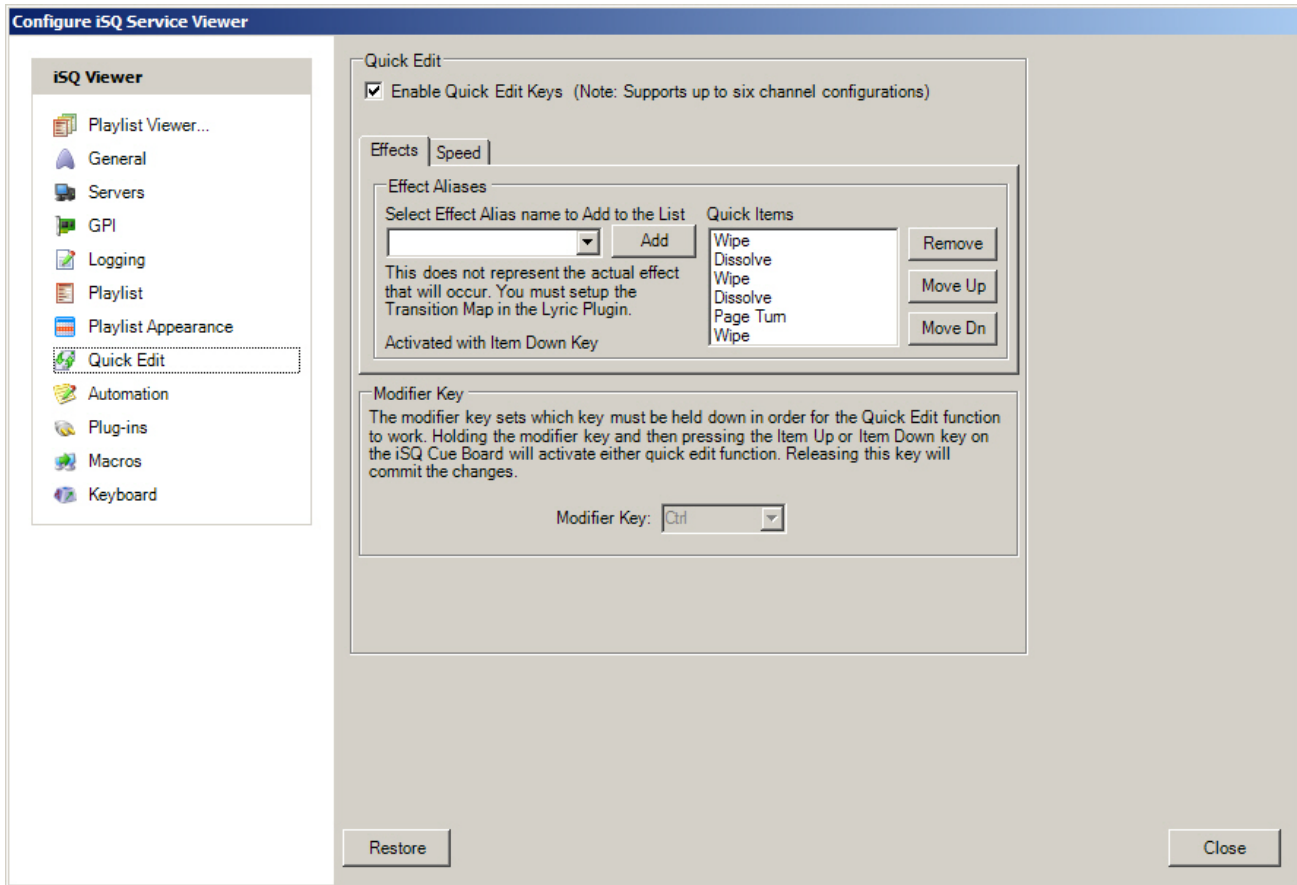 Configure iSQ Service Viewer
iSQ Viewer
Playlist Viewer...
General
Servers
GPI
Logging
Playlist
Playlist Appearance
Quick Edit
Automation
Plug-ins
Macros
Keyboard
Quick Edit
Enable Quick Edit Keys (Note: Supports up to six channel configurations)
Effects Speed
Effect Aliases
Select Effect Alias name to Add to the List
Add
This does not represent the actual effect
that will occur. You must setup the
Transition Map in the Lyric Plugin.
Activated with Item Down Key
Quick Items
Wipe
Dissolve
Wipe
Dissolve
Page Turn
Wipe
Remove
Move Up
Move Dn
Modifier Key
The modifier key sets which key must be held down in order for the Quick Edit function
to work. Holding the modifier key and then pressing the Item Up or Item Down key on
the iSQ Cue Board will activate either quick edit function. Releasing this key will
commit the changes.
Modifier Key: Ctrl
Restore
Close